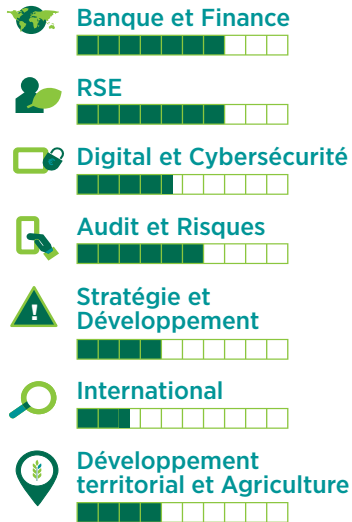 Banque et Finance
RSE
Digital et Cybersécurité
Audit et Risques
!
Stratégie et
Développement
International
Développement
territorial et Agriculture